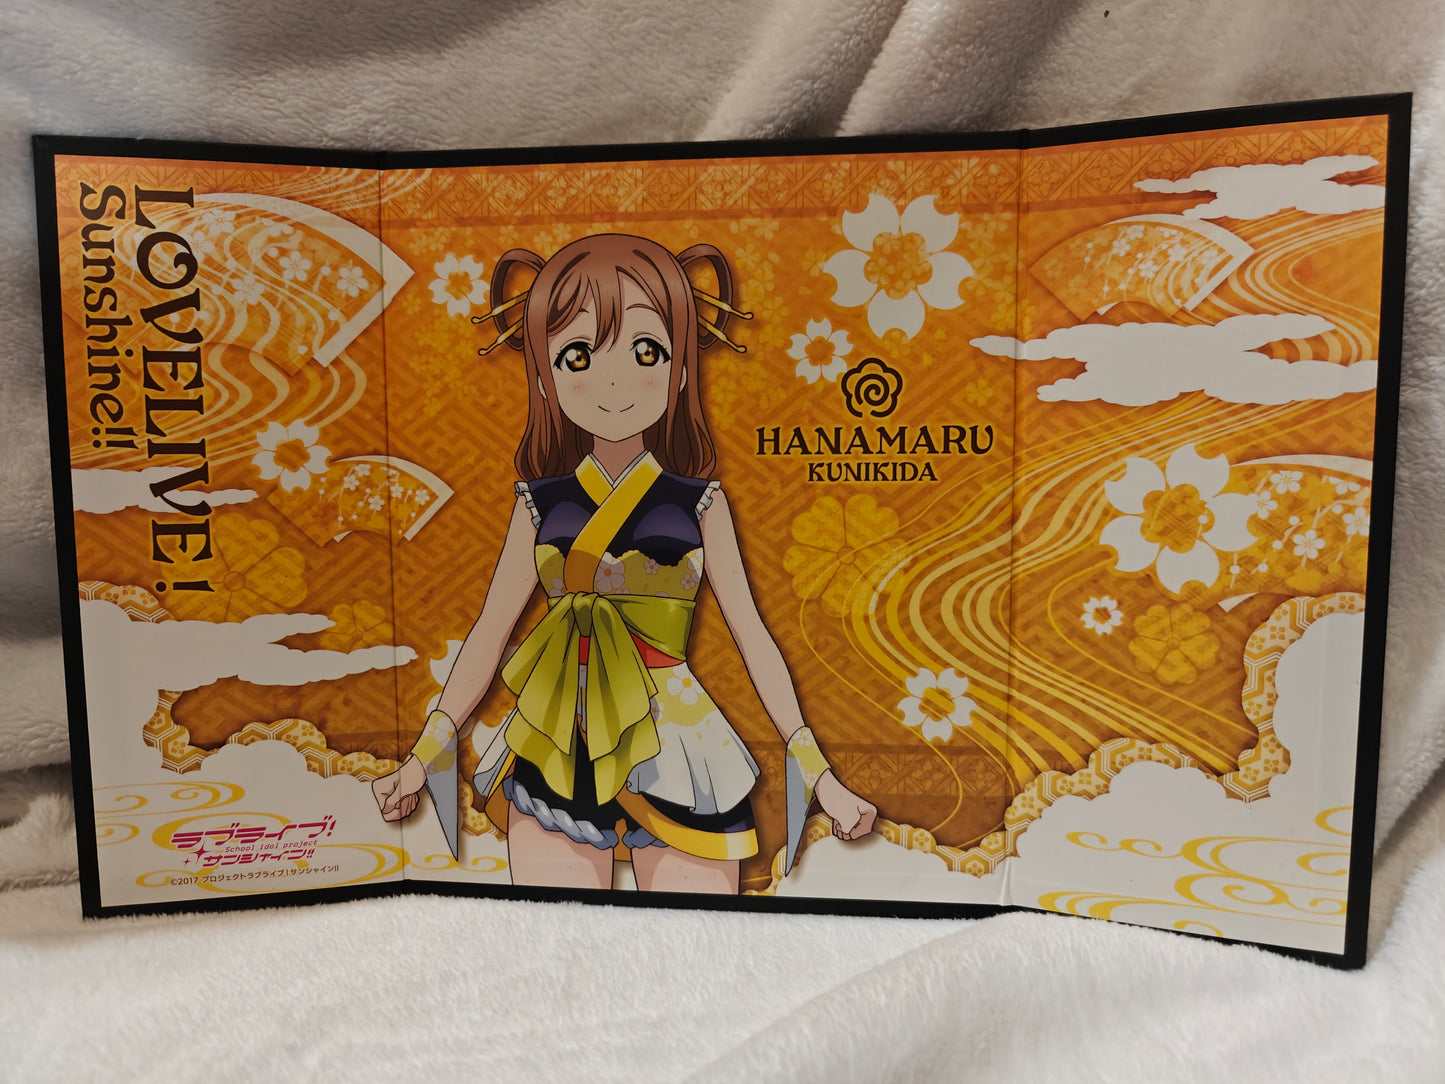 LOVELIVE!
Sunshine!!
HANAMARU
KUNIKIDA
ラブライブ!
School idol project
サンシャイン!!
©2017 プロジェクトラブライブ!サンシャイン!!